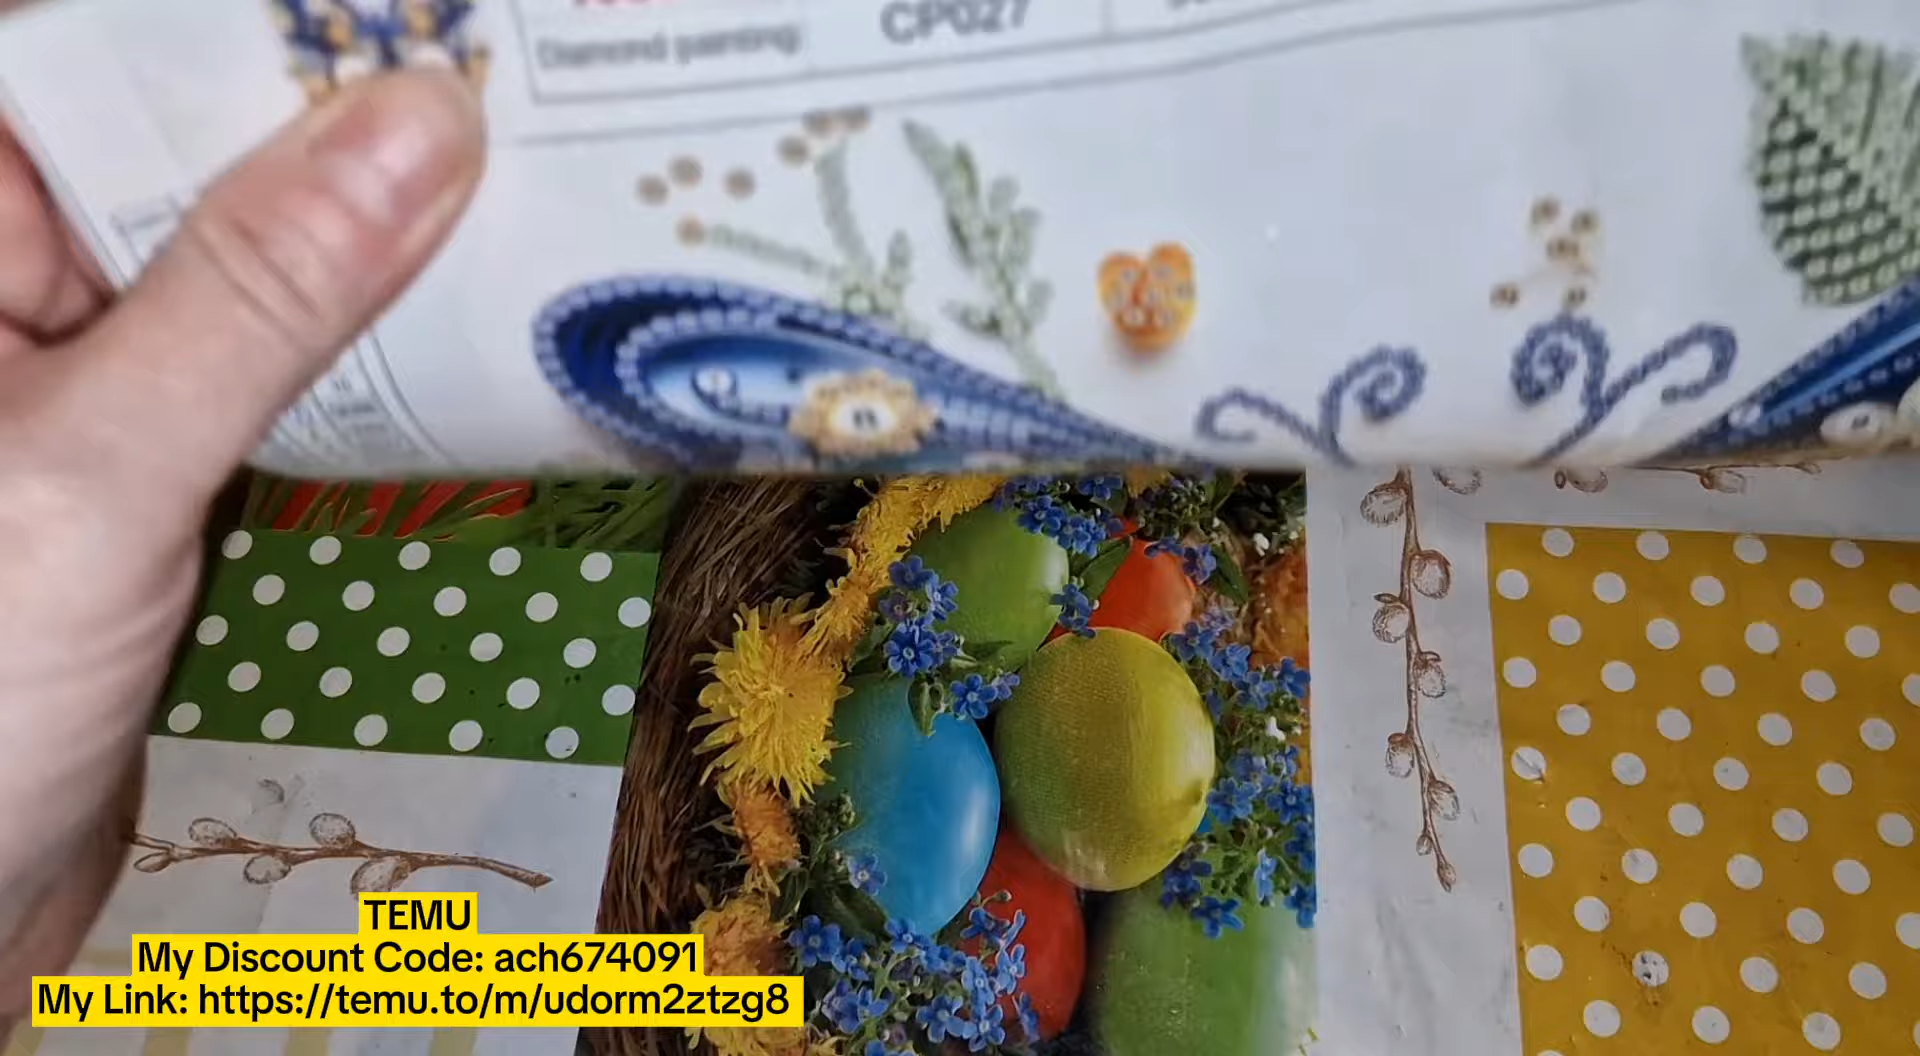 Diamond painting
CP027
TEMU
My Discount Code: ach674091
My Link: https://temu.to/m/udorm2ztzg8